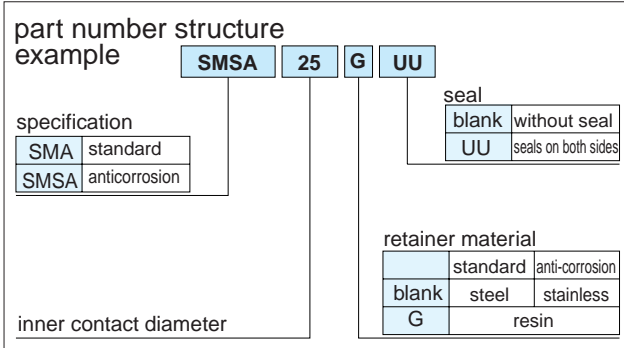 part number structure
example
SMSA 25 G UU
seal
blank without seal
UU seals on both sides
specification
SMA standard
SMSA anticorrosion
retainer material
standard anti-corrosion
blank steel stainless
G resin
inner contact diameter